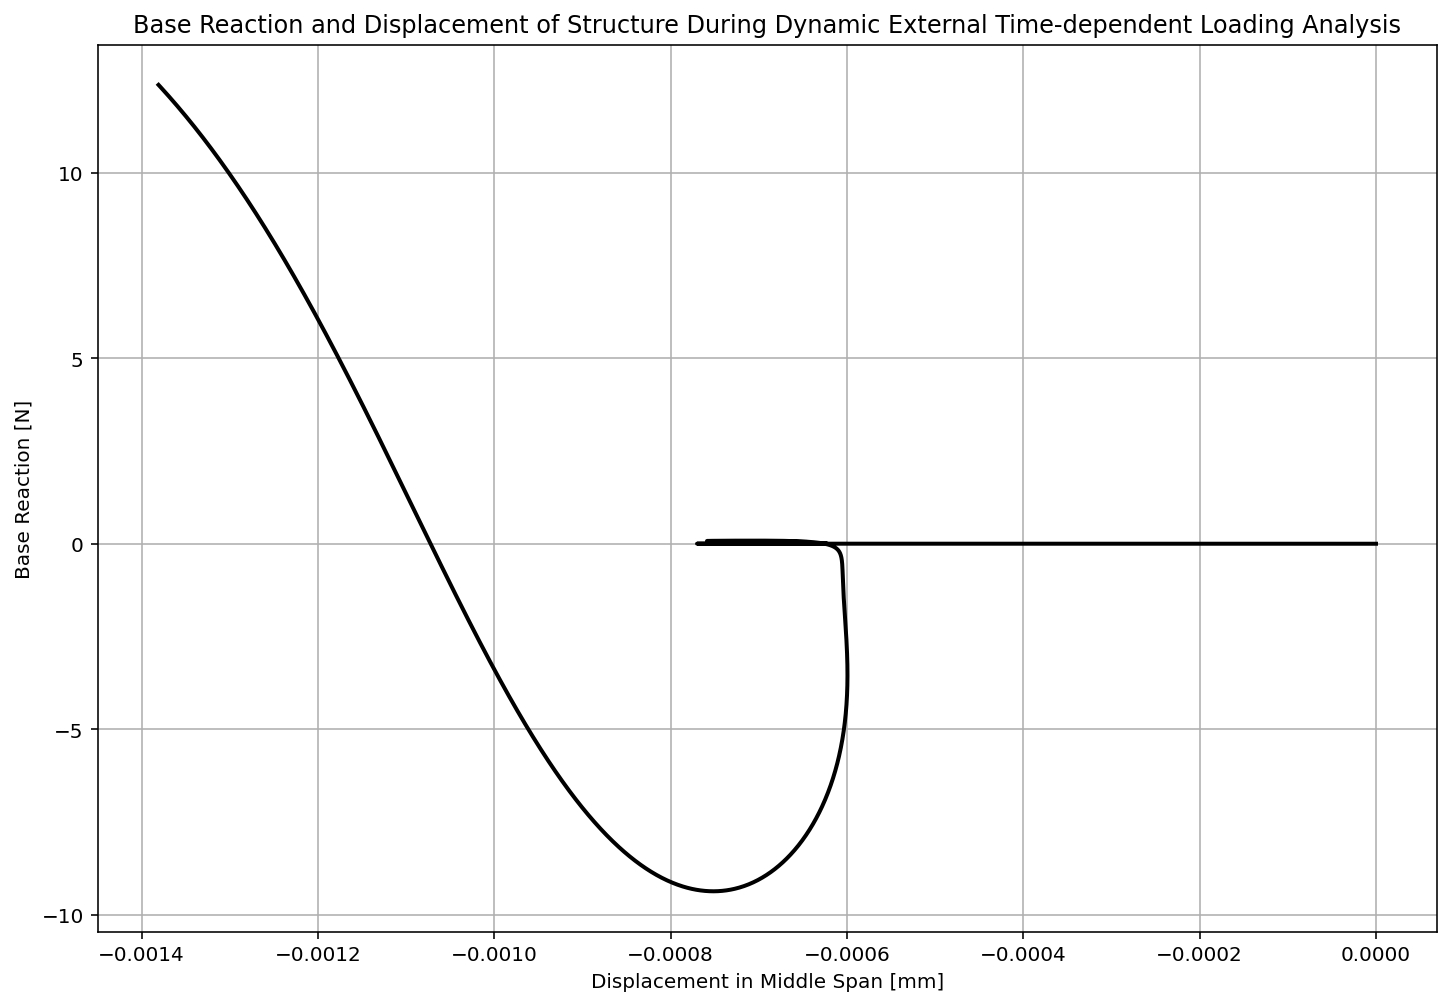 Base Reaction and Displacement of Structure During Dynamic External Time-dependent Loading Analysis
10
5
0
−5
−10
Base Reaction [N]
−0.0014 −0.0012 −0.0010 −0.0008 −0.0006 −0.0004 −0.0002 0.0000
Displacement in Middle Span [mm]